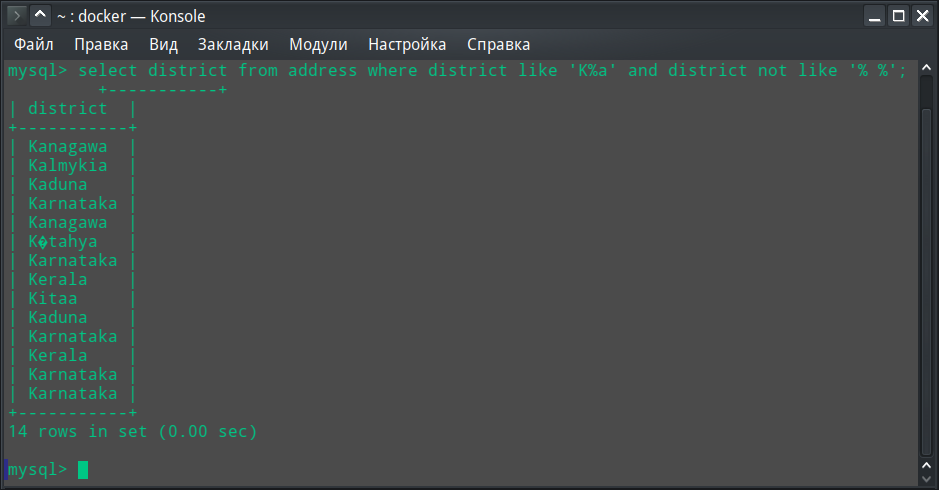 ~ : docker — Konsole
Файл Правка Вид Закладки Модули Настройка Справка
mysql> select district from address where district like 'K%a' and district not like '% %';
+-----------+
| district  |
+-----------+
| Kanagawa  |
| Kalmykia  |
| Kaduna    |
| Karnataka |
| Kanagawa  |
| K�tahya   |
| Karnataka |
| Kerala    |
| Kitaa     |
| Kaduna    |
| Karnataka |
| Kerala    |
| Karnataka |
| Karnataka |
+-----------+
14 rows in set (0.00 sec)
mysql>